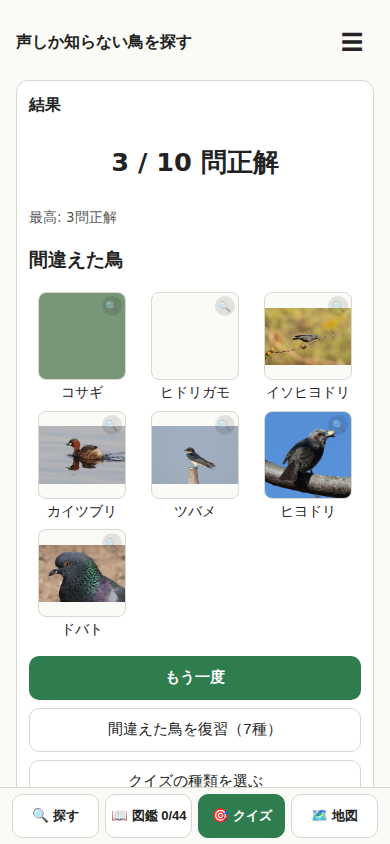 声しか知らない鳥を探す
結果
3 / 10 問正解
最高: 3問正解
間違えた鳥
コサギ
ヒドリガモ
イソヒヨドリ
カイツブリ
ツバメ
ヒヨドリ
ドバト
もう一度
間違えた鳥を復習（7種）
クイズの種類を選ぶ
探す
図鑑 0/44
クイズ
地図